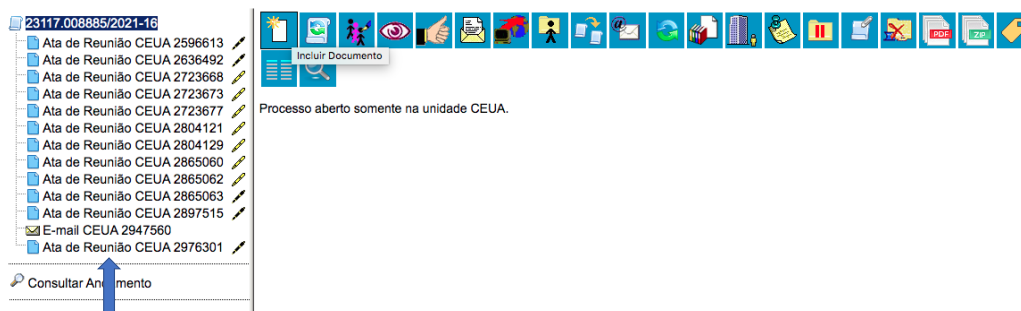 23117.008885/2021-16
Ata de Reunião CEUA 2596613
Ata de Reunião CEUA 2636492
Ata de Reunião CEUA 2723668
Ata de Reunião CEUA 2723673
Ata de Reunião CEUA 2723677
Ata de Reunião CEUA 2804121
Ata de Reunião CEUA 2804129
Ata de Reunião CEUA 2865060
Ata de Reunião CEUA 2865062
Ata de Reunião CEUA 2865063
Ata de Reunião CEUA 2897515
E-mail CEUA 2947560
Ata de Reunião CEUA 2976301
Consultar Andamento
PDF
ZIP
Incluir Documento
Processo aberto somente na unidade CEUA.